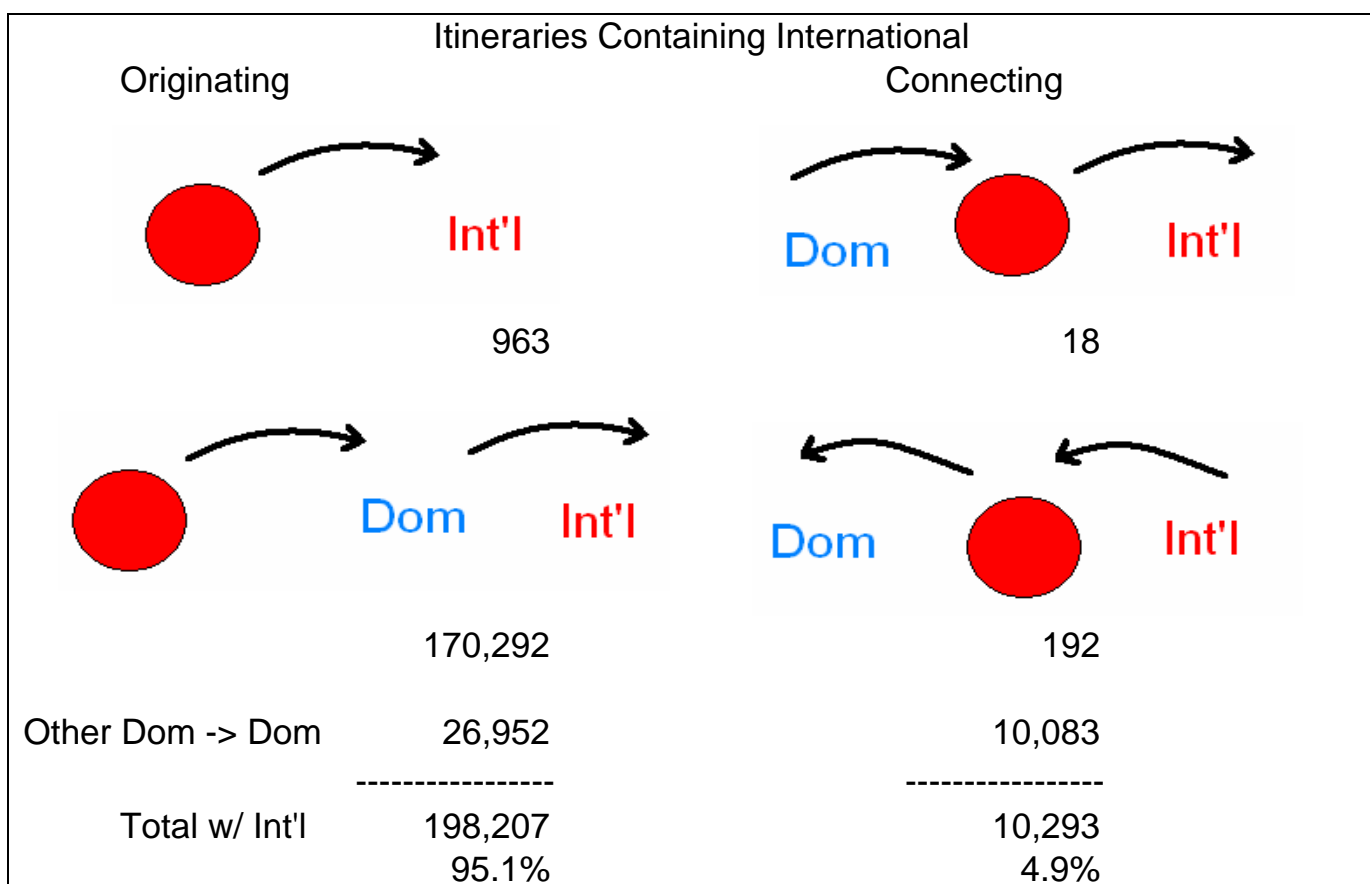 Itineraries Containing International
Originating Connecting
Int'l Dom Int'l
963 18
Dom Int'l Dom Int'l
170,292 192
Other Dom -> Dom 26,952 10,083
----------------- -----------------
Total w/ Int'l 198,207 10,293
95.1% 4.9%